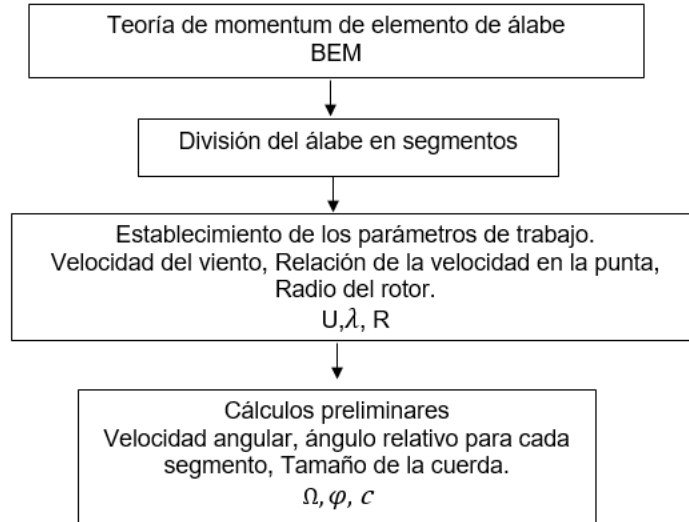 Teoría de momentum de elemento de álabe
BEM
División del álabe en segmentos
Establecimiento de los parámetros de trabajo.
Velocidad del viento, Relación de la velocidad en la punta,
Radio del rotor.
U,λ, R
Cálculos preliminares
Velocidad angular, ángulo relativo para cada
segmento, Tamaño de la cuerda.
Ω, φ, c